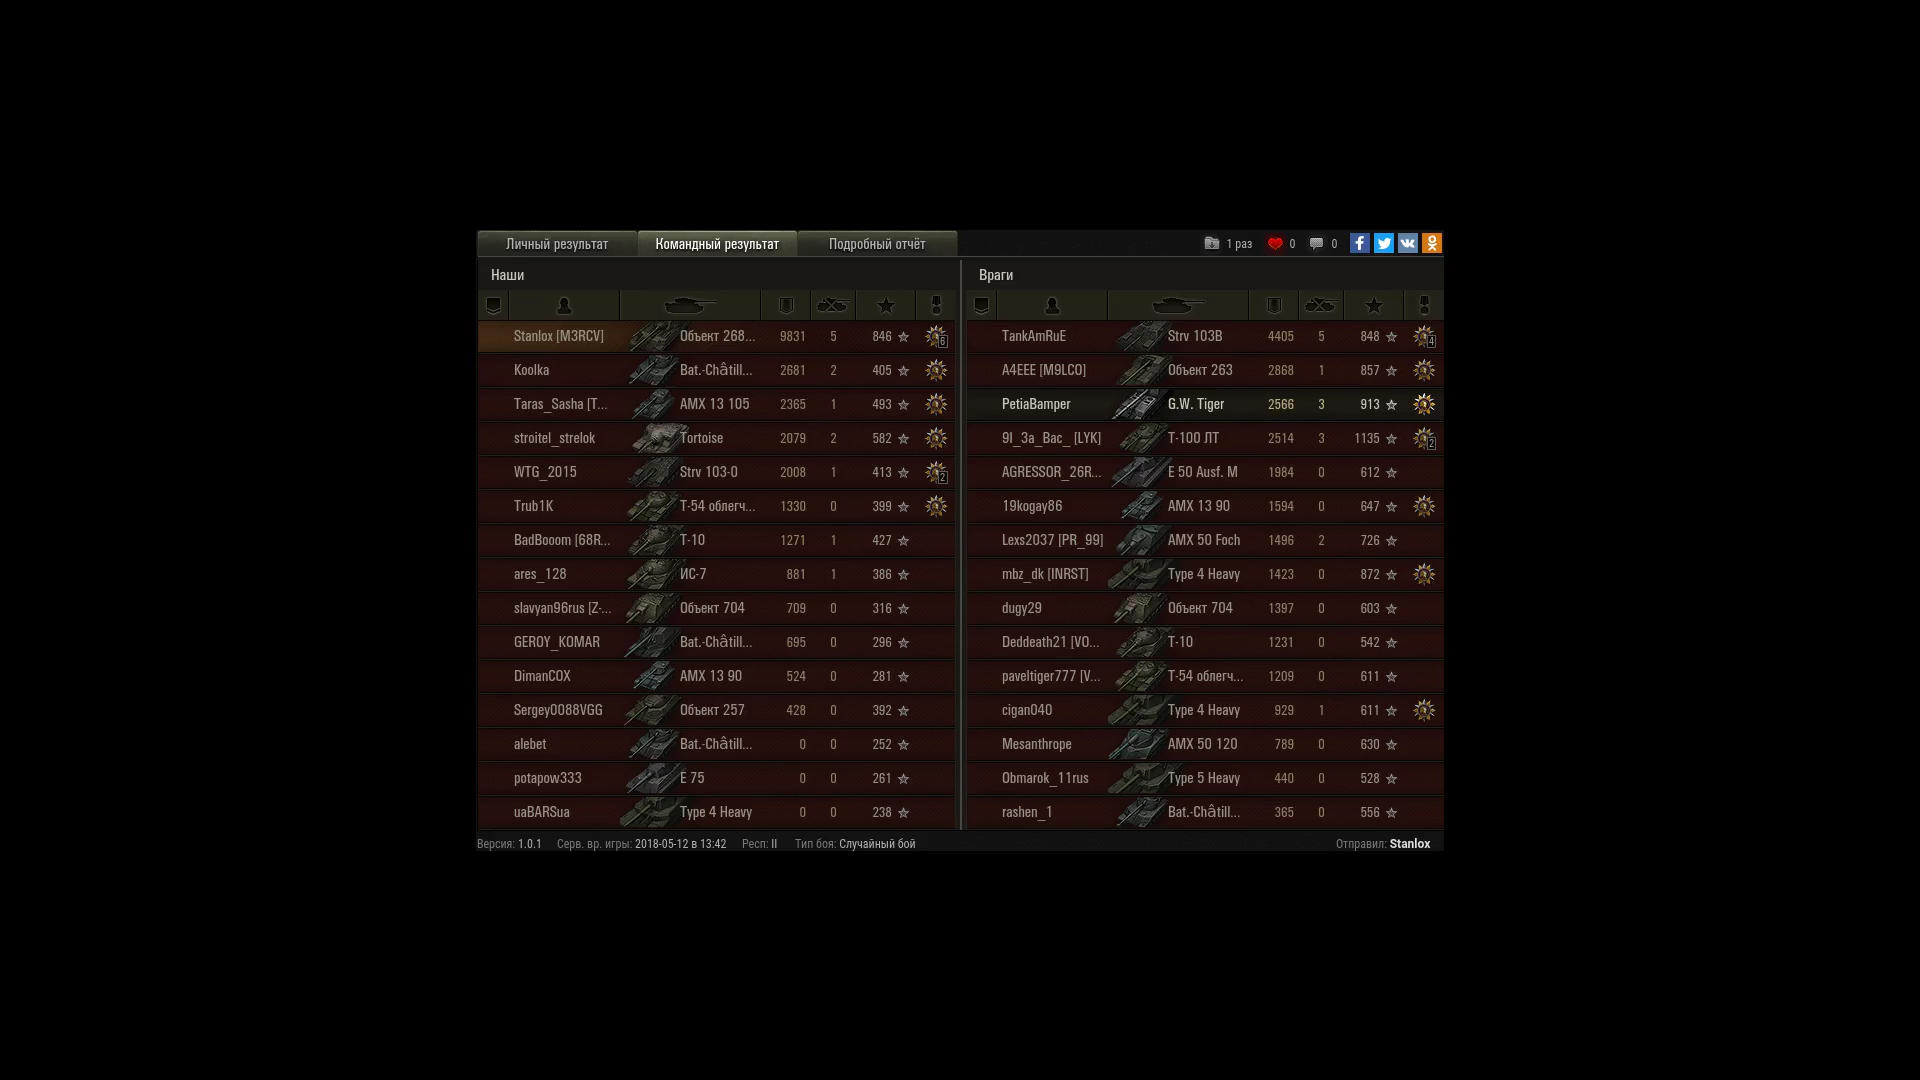 Личный результат Командный результат Подробный отчёт 1 раз 0 0
Наши Враги
Stanlox [M3RCV] Объект 268... 9831 5 846 6
Koolka Bat.-Châtill... 2681 2 405
Taras_Sasha [T... AMX 13 105 2365 1 493
stroitel_strelok Tortoise 2079 2 582
WTG_2015 Strv 103-0 2008 1 413 2
Trub1K Т-54 облегч... 1330 0 399
BadBooom [68R... Т-10 1271 1 427
ares_128 ИС-7 881 1 386
slavyan96rus [Z-... Объект 704 709 0 316
GEROY_KOMAR Bat.-Châtill... 695 0 296
DimanCOX AMX 13 90 524 0 281
Sergey0088VGG Объект 257 428 0 392
alebet Bat.-Châtill... 0 0 252
potapow333 E 75 0 0 261
uaBARSua Type 4 Heavy 0 0 238
TankAmRuE Strv 103B 4405 5 848 4
A4EEE [M9LCO] Объект 263 2868 1 857
PetiaBamper G.W. Tiger 2566 3 913
9I_3a_Bac_ [LYK] Т-100 ЛТ 2514 3 1135 2
AGRESSOR_26R... E 50 Ausf. M 1984 0 612
19kogay86 AMX 13 90 1594 0 647
Lexs2037 [PR_99] AMX 50 Foch 1496 2 726
mbz_dk [INRST] Type 4 Heavy 1423 0 872
dugy29 Объект 704 1397 0 603
Deddeath21 [VO... Т-10 1231 0 542
paveltiger777 [V... Т-54 облегч... 1209 0 611
cigan040 Type 4 Heavy 929 1 611
Mesanthrope AMX 50 120 789 0 630
Obmarok_11rus Type 5 Heavy 440 0 528
rashen_1 Bat.-Châtill... 365 0 556
Версия: 1.0.1 Серв. вр. игры: 2018-05-12 в 13:42 Респ: II Тип боя: Случайный бой Отправил: Stanlox